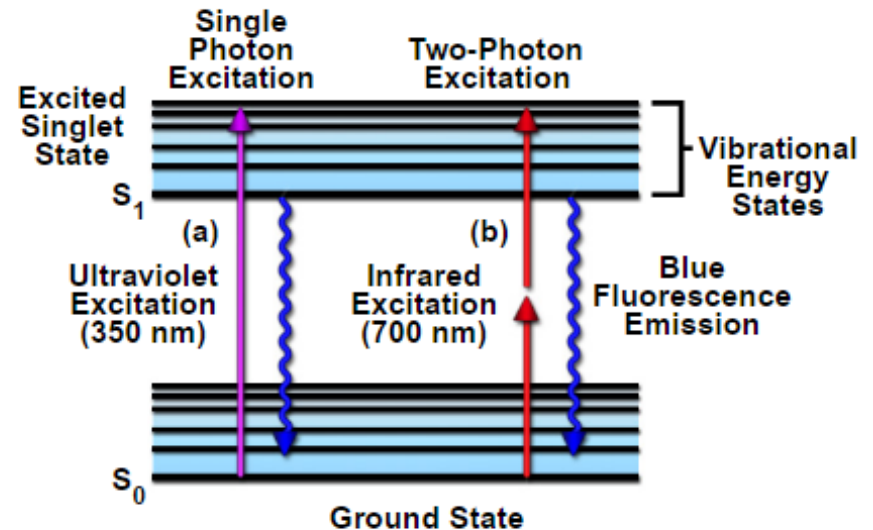 Single
Photon
Excitation
Two-Photon
Excitation
Excited
Singlet
State
Vibrational
Energy
States
S1
(a)
(b)
Ultraviolet
Excitation
(350 nm)
Infrared
Excitation
(700 nm)
Blue
Fluorescence
Emission
S0
Ground State